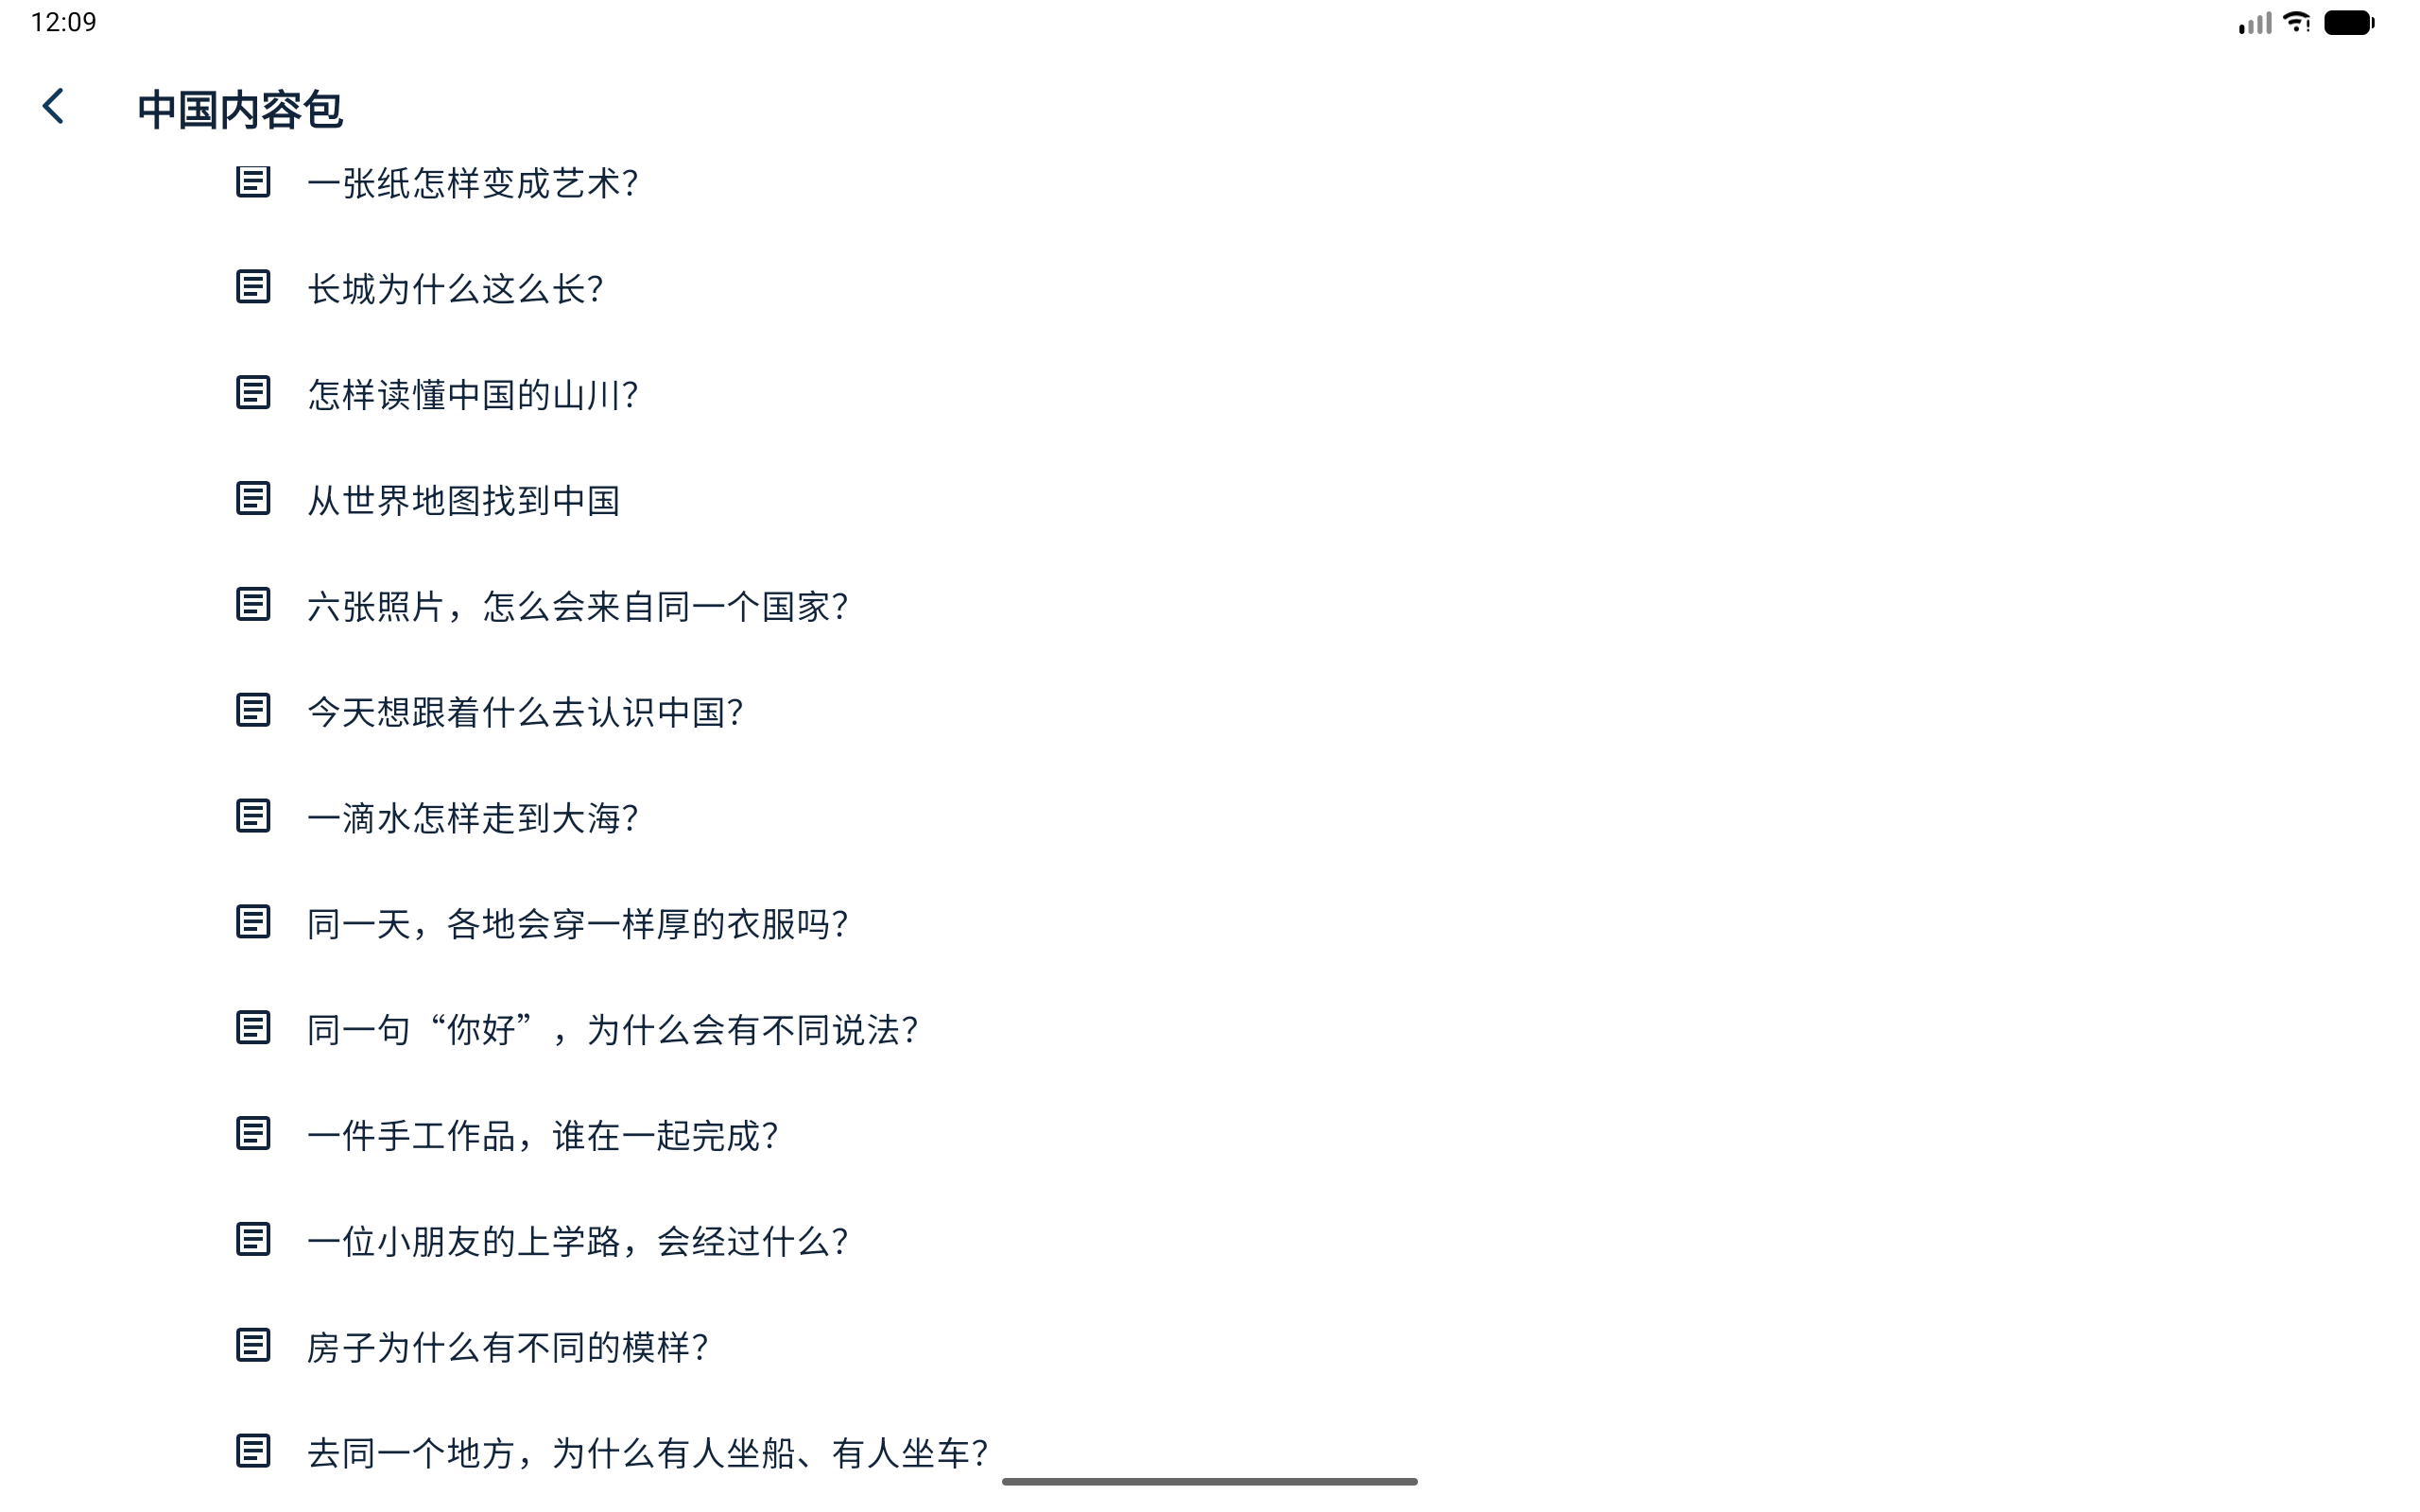 12:09
中国内容包
一张纸怎样变成艺术？
长城为什么这么长？
怎样读懂中国的山川？
从世界地图找到中国
六张照片，怎么会来自同一个国家？
今天想跟着什么去认识中国？
一滴水怎样走到大海？
同一天，各地会穿一样厚的衣服吗？
同一句“你好”，为什么会有不同说法？
一件手工作品，谁在一起完成？
一位小朋友的上学路，会经过什么？
房子为什么有不同的模样？
去同一个地方，为什么有人坐船、有人坐车？